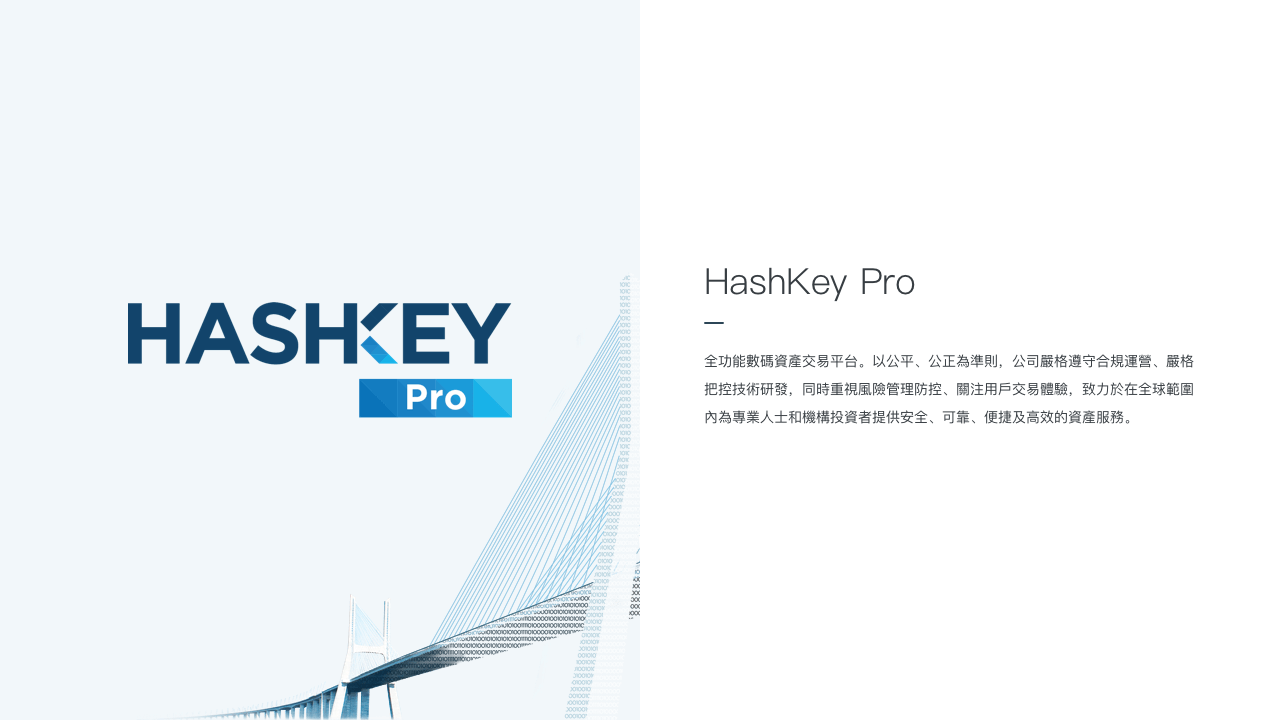 HASHKEY
Pro
HashKey Pro
全功能數碼資產交易平台。以公平、公正為準則，公司嚴格遵守合規運營、嚴格
把控技術研發，同時重視風險管理防控、關注用戶交易體驗，致力於在全球範圍
內為專業人士和機構投資者提供安全、可靠、便捷及高效的資產服務。